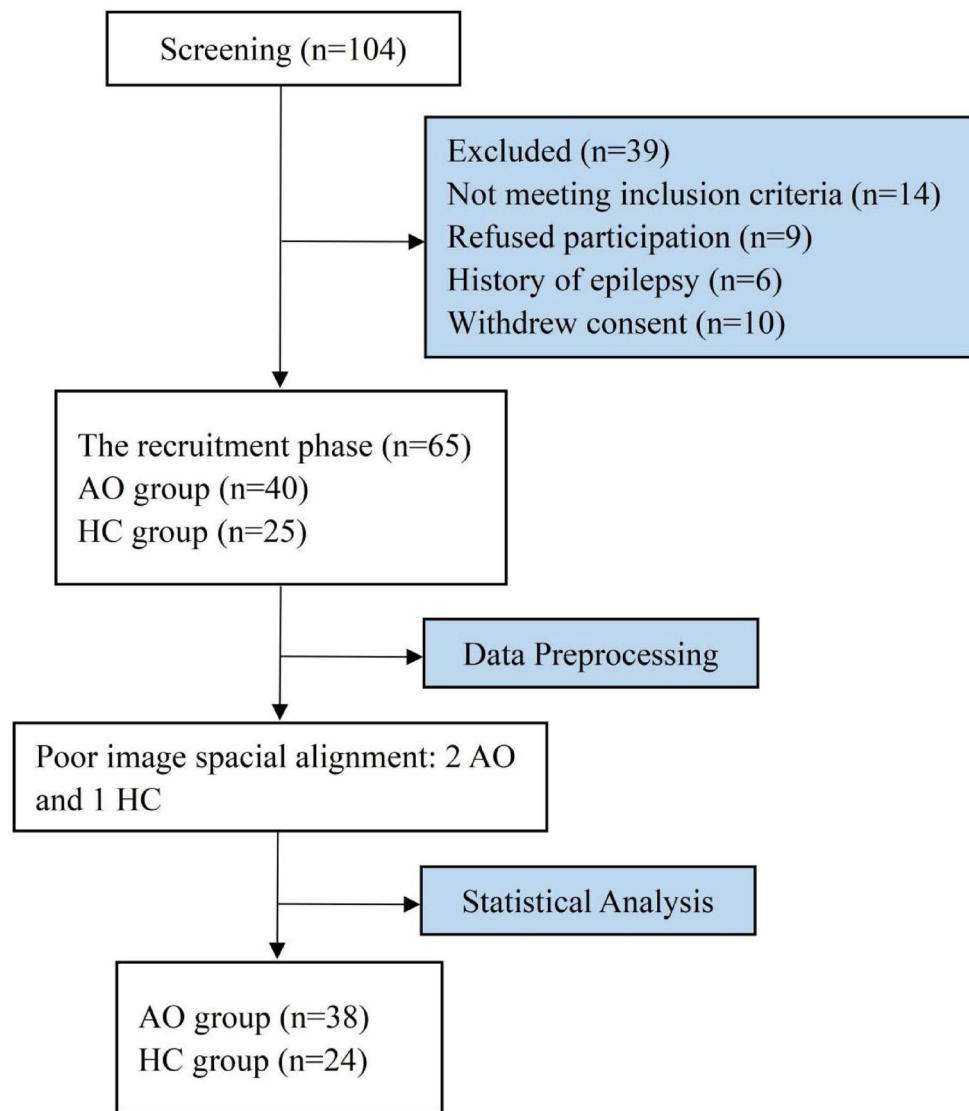 Screening (n=104)
Excluded (n=39)
Not meeting inclusion criteria (n=14)
Refused participation (n=9)
History of epilepsy (n=6)
Withdrew consent (n=10)
The recruitment phase (n=65)
AO group (n=40)
HC group (n=25)
Data Preprocessing
Poor image spacial alignment: 2 AO
and 1 HC
Statistical Analysis
AO group (n=38)
HC group (n=24)